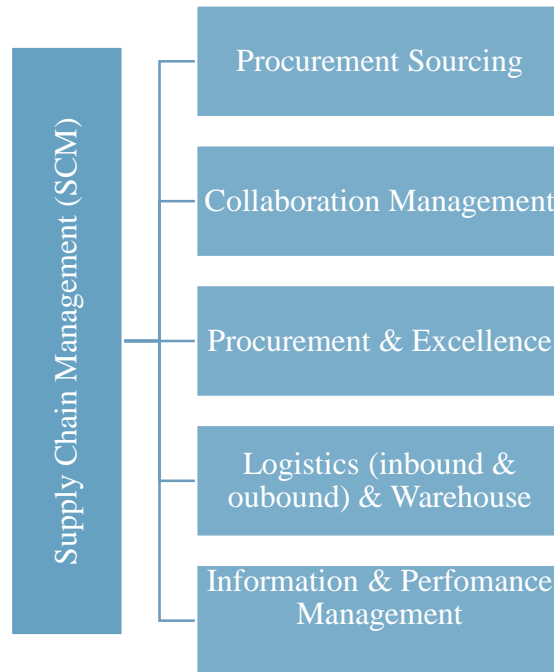 Supply Chain Management (SCM)
Procurement Sourcing
Collaboration Management
Procurement & Excellence
Logistics (inbound &
oubound) & Warehouse
Information & Perfomance
Management